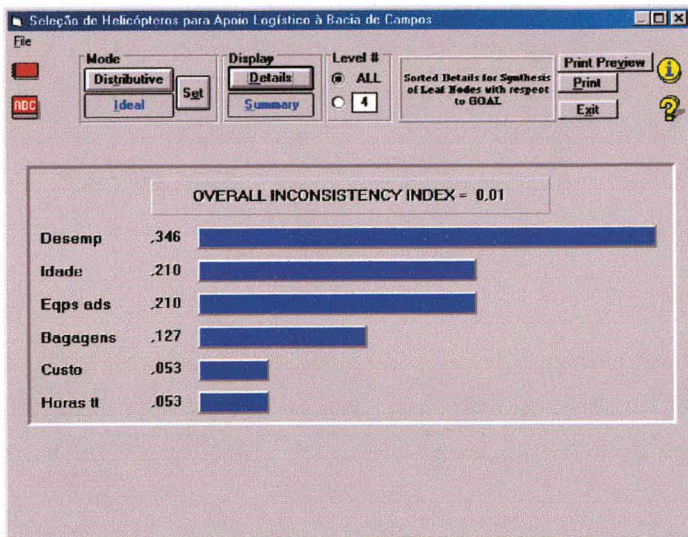 Seleção de Helicópteros para Apoio Logístico à Bacia de Campos
File
Mode
Distributive
Ideal
Set
Display
Details
Summary
Level #
ALL
4
Sorted Details for Synthesis
of Leaf Nodes with respect
to GOAL
Print Preview
Print
Exit
ABC
OVERALL INCONSISTENCY INDEX = 0,01
Desemp ,346
Idade ,210
Eqps ads ,210
Bagagens ,127
Custo ,053
Horas tt ,053